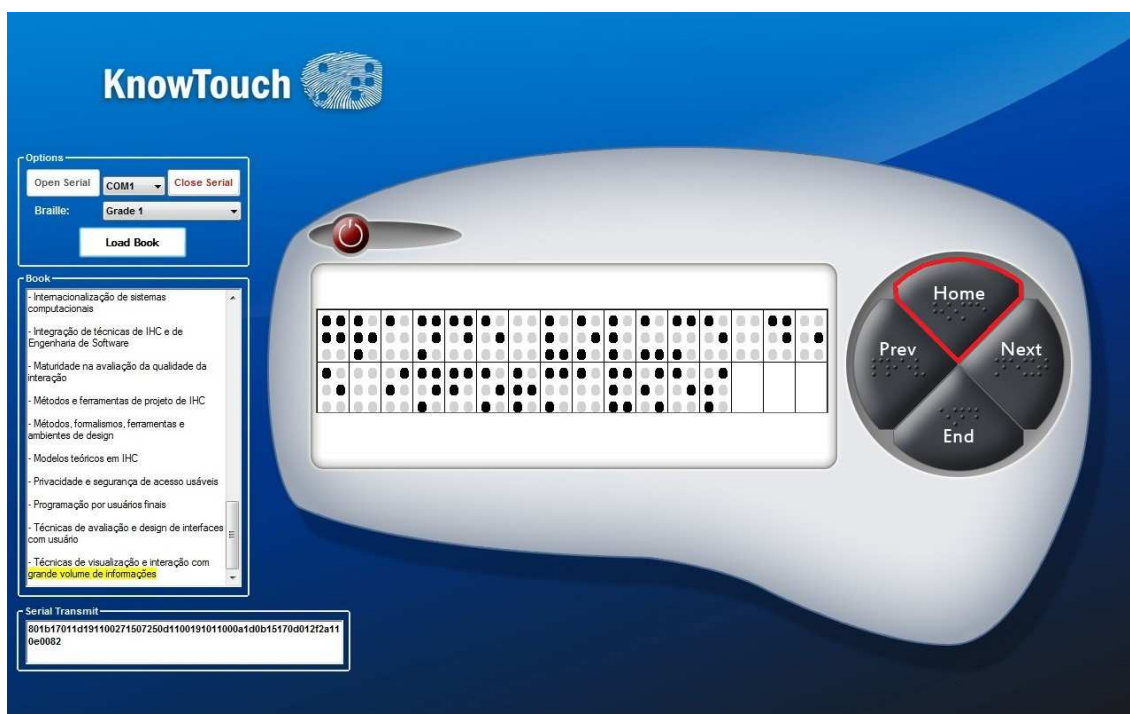 KnowTouch
Options
Open Serial COM1 Close Serial
Braille: Grade 1
Load Book
Book
- Internacionalização de sistemas
computacionais
- Integração de técnicas de IHC e de
Engenharia de Software
- Maturidade na avaliação da qualidade da
interação
- Métodos e ferramentas de projeto de IHC
- Métodos, formalismos, ferramentas e
ambientes de design
- Modelos teóricos em IHC
- Privacidade e segurança de acesso usáveis
- Programação por usuários finais
- Técnicas de avaliação e design de interfaces
com usuário
- Técnicas de visualização e interação com
grande volume de informações
Serial Transmit
801b17011d191100271507250d1100191011000a1d0b15170d012f2a11
0e0082
Home
Prev
Next
End